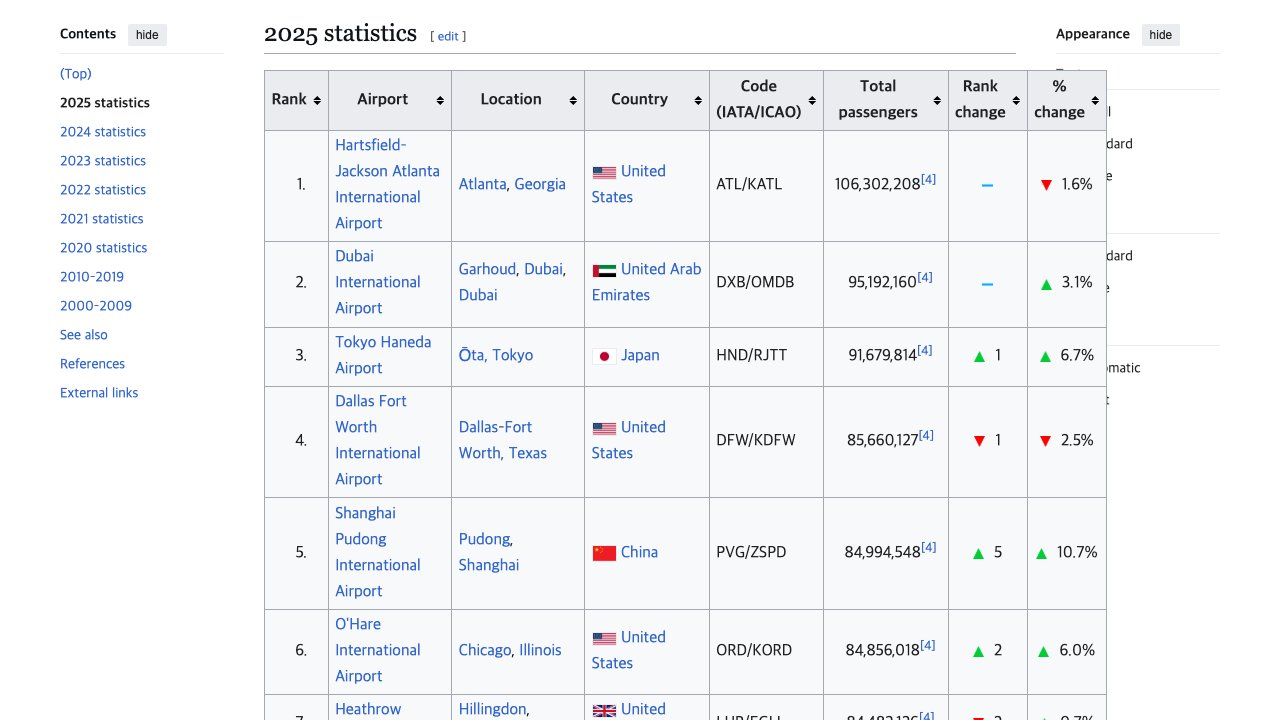 Contents hide
(Top)
2025 statistics
2024 statistics
2023 statistics
2022 statistics
2021 statistics
2020 statistics
2010-2019
2000-2009
See also
References
External links
2025 statistics [ edit ]
Rank Airport Location Country Code (IATA/ICAO) Total passengers Rank change % change
1. Hartsfield-Jackson Atlanta International Airport Atlanta, Georgia United States ATL/KATL 106,302,208[4] – ▼ 1.6%
2. Dubai International Airport Garhoud, Dubai, Dubai United Arab Emirates DXB/OMDB 95,192,160[4] – ▲ 3.1%
3. Tokyo Haneda Airport Ōta, Tokyo Japan HND/RJTT 91,679,814[4] ▲ 1 ▲ 6.7%
4. Dallas Fort Worth International Airport Dallas-Fort Worth, Texas United States DFW/KDFW 85,660,127[4] ▼ 1 ▼ 2.5%
5. Shanghai Pudong International Airport Pudong, Shanghai China PVG/ZSPD 84,994,548[4] ▲ 5 ▲ 10.7%
6. O'Hare International Airport Chicago, Illinois United States ORD/KORD 84,856,018[4] ▲ 2 ▲ 6.0%
Heathrow Hillingdon, United
Appearance hide